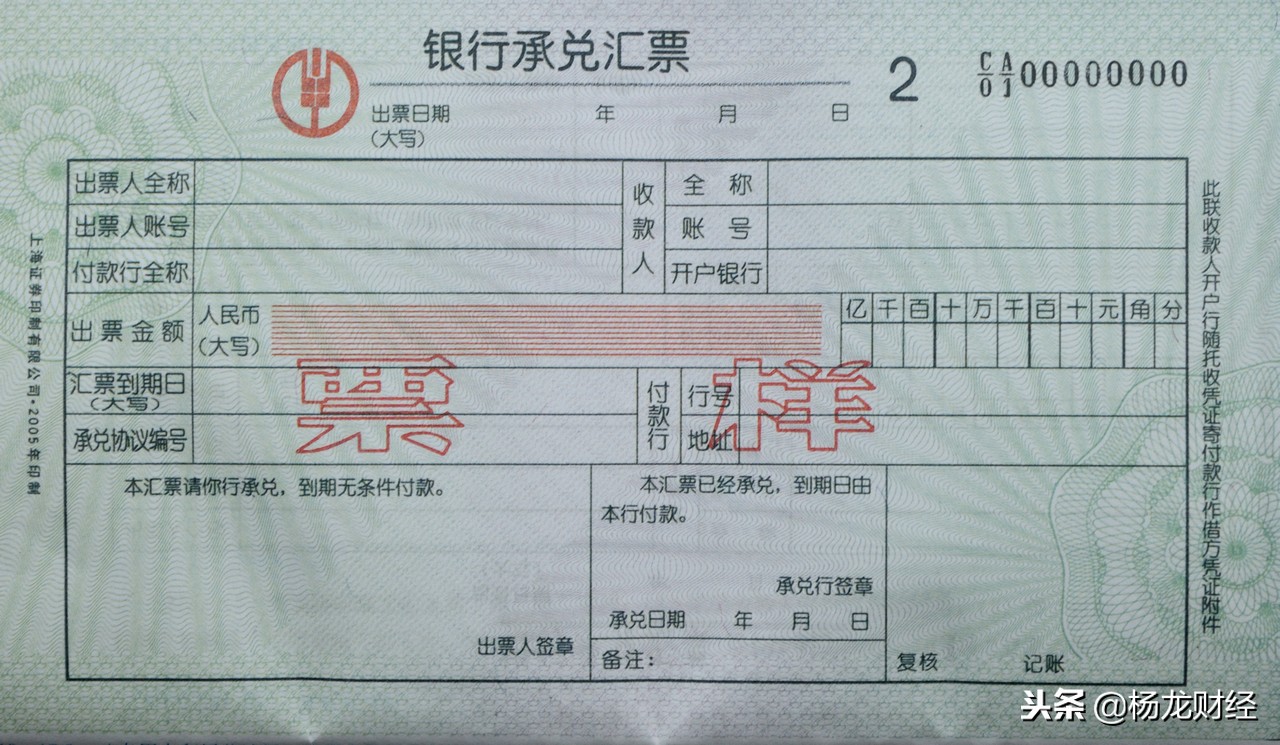 银行承兑汇票
2
CA
01
00000000
出票日期
(大写)
年 月 日
出票人全称
出票人账号
付款行全称
收款人
全 称
账 号
开户银行
出票金额
人民币
(大写)
亿千百十万千百十元角分
汇票到期日
(大写)
承兑协议编号
付款行
行号
地址
票样
本汇票请你行承兑，到期无条件付款。
出票人签章
本汇票已经承兑，到期日由
本行付款。
承兑行签章
承兑日期 年 月 日
备注：
复核 记账
此联收款人开户行随托收凭证寄付款行作借方凭证附件
上海证券印制有限公司·2005年印制
头条 @杨龙财经